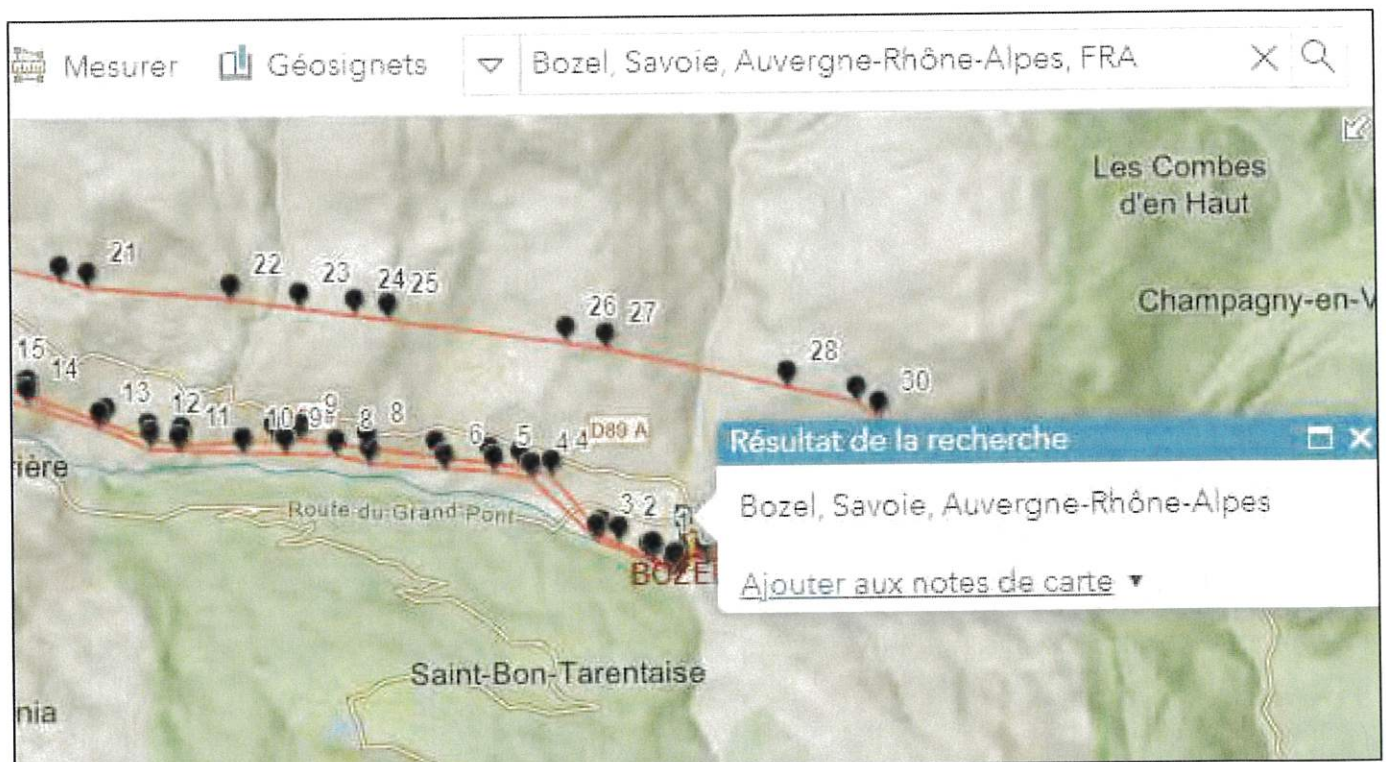 Mesurer Géosignets Bozel, Savoie, Auvergne-Rhône-Alpes, FRA
Les Combes
d'en Haut
Champagny-en-V
21 22 23 24 25 26 27 28 30
15 14 13 12 11 10 9 9 8 8 6 5 4 4 D89 A
Résultat de la recherche
ière
Bozel, Savoie, Auvergne-Rhône-Alpes
Route du Grand Pont
3 2
BOZEL
Ajouter aux notes de carte
Saint-Bon-Tarentaise
nia